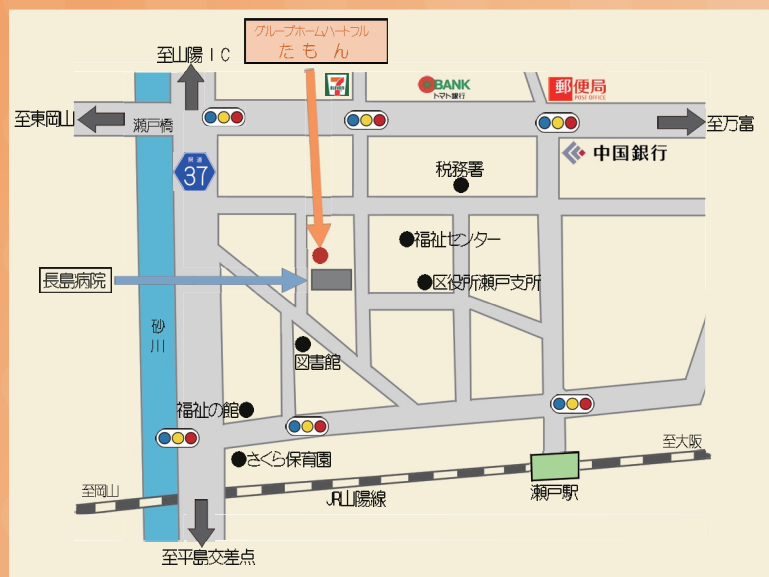 グループホームハートフル
たもん
至山陽IC
7
ELEVEN
BANK
トマト銀行
郵便局
POST OFFICE
至東岡山
瀬戸橋
至万富
中国銀行
県道
37
税務署
福祉センター
長島病院
区役所瀬戸支所
砂川
図書館
福祉の館
さくら保育園
至大阪
至岡山
JR山陽線
瀬戸駅
至平島交差点